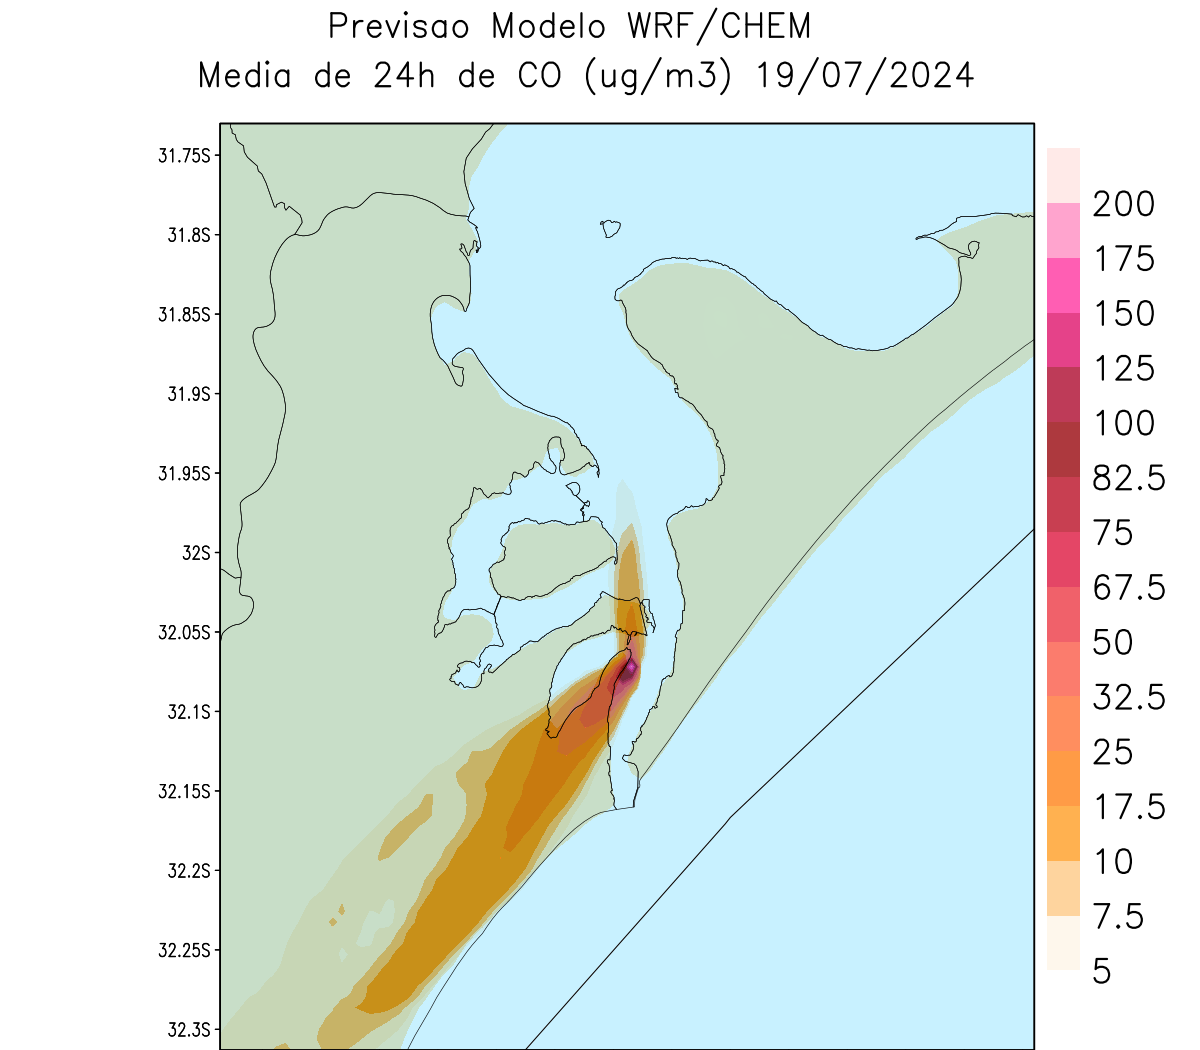 Previsao Modelo WRF/CHEM
Media de 24h de CO (ug/m3) 19/07/2024
31.75S
31.8S
31.85S
31.9S
31.95S
32S
32.05S
32.1S
32.15S
32.2S
32.25S
32.3S
200
175
150
125
100
82.5
75
67.5
50
32.5
25
17.5
10
7.5
5